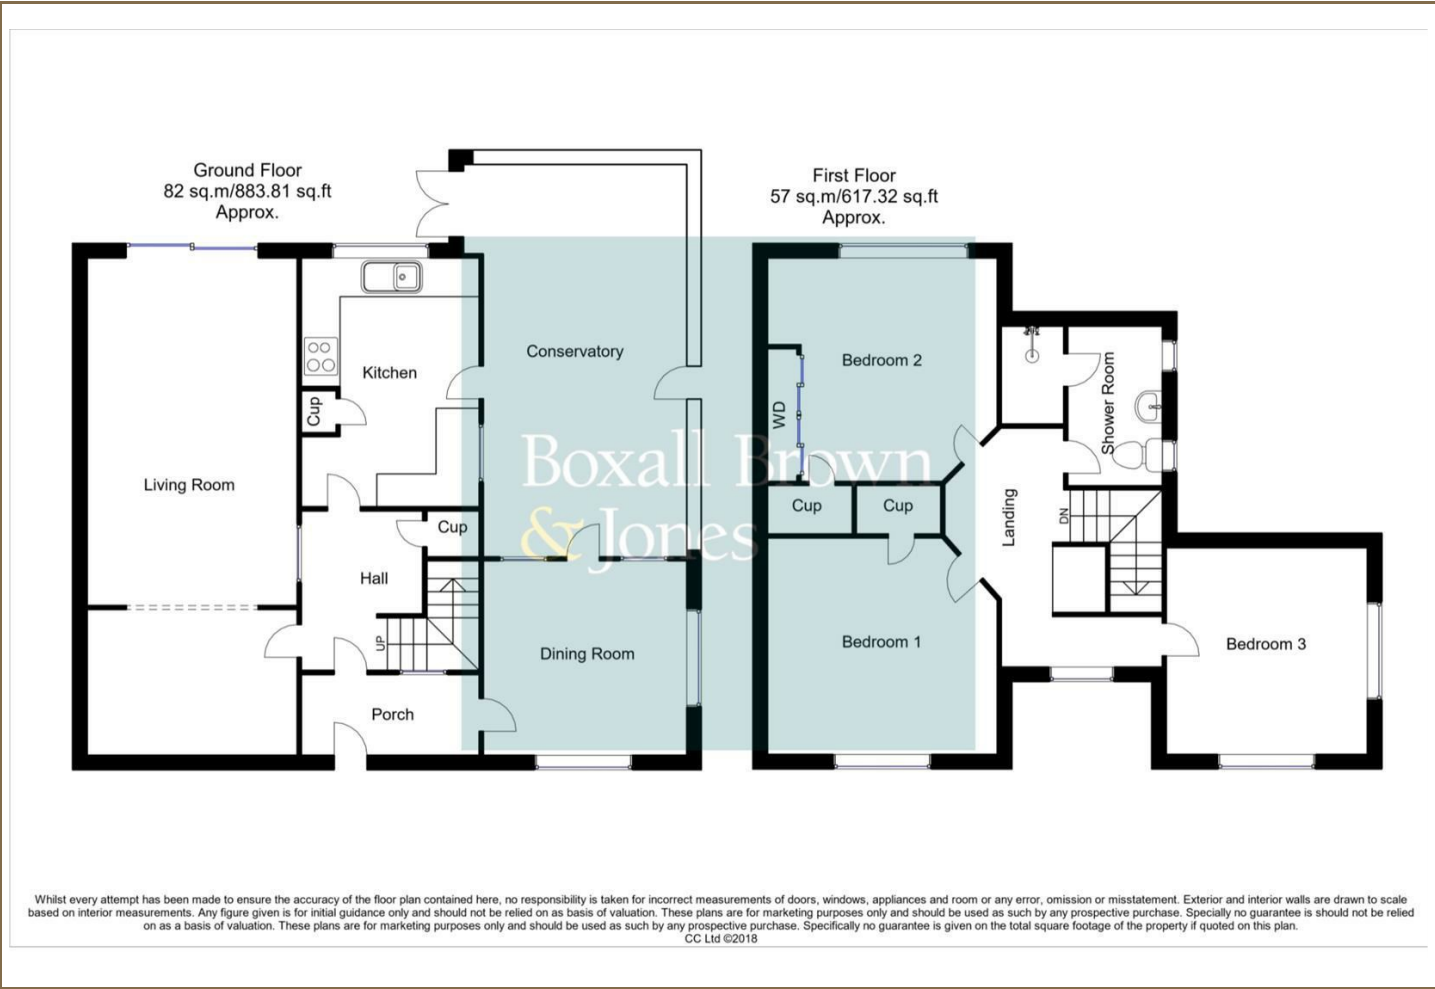 Ground Floor
82 sq.m/883.81 sq.ft
Approx.
First Floor
57 sq.m/617.32 sq.ft
Approx.
Conservatory
Kitchen
Cup
Living Room
Cup
Hall
UP
Dining Room
Porch
Bedroom 2
WD
Shower Room
Cup
Cup
Landing
DN
Bedroom 1
Bedroom 3
Boxall Brown
& Jones
Whilst every attempt has been made to ensure the accuracy of the floor plan contained here, no responsibility is taken for incorrect measurements of doors, windows, appliances and room or any error, omission or misstatement. Exterior and interior walls are drawn to scale
based on interior measurements. Any figure given is for initial guidance only and should not be relied on as basis of valuation. These plans are for marketing purposes only and should be used as such by any prospective purchase. Specially no guarantee is should not be relied
on as a basis of valuation. These plans are for marketing purposes only and should be used as such by any prospective purchase. Specifically no guarantee is given on the total square footage of the property if quoted on this plan.
CC Ltd ©2018